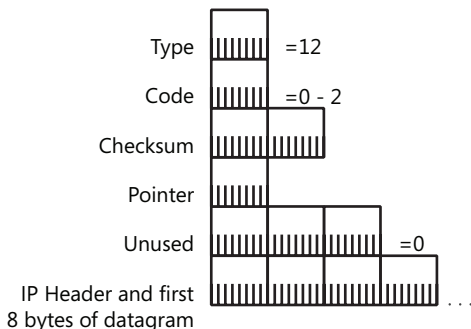 Type =12
Code =0 - 2
Checksum
Pointer
Unused =0
IP Header and first
8 bytes of datagram ...